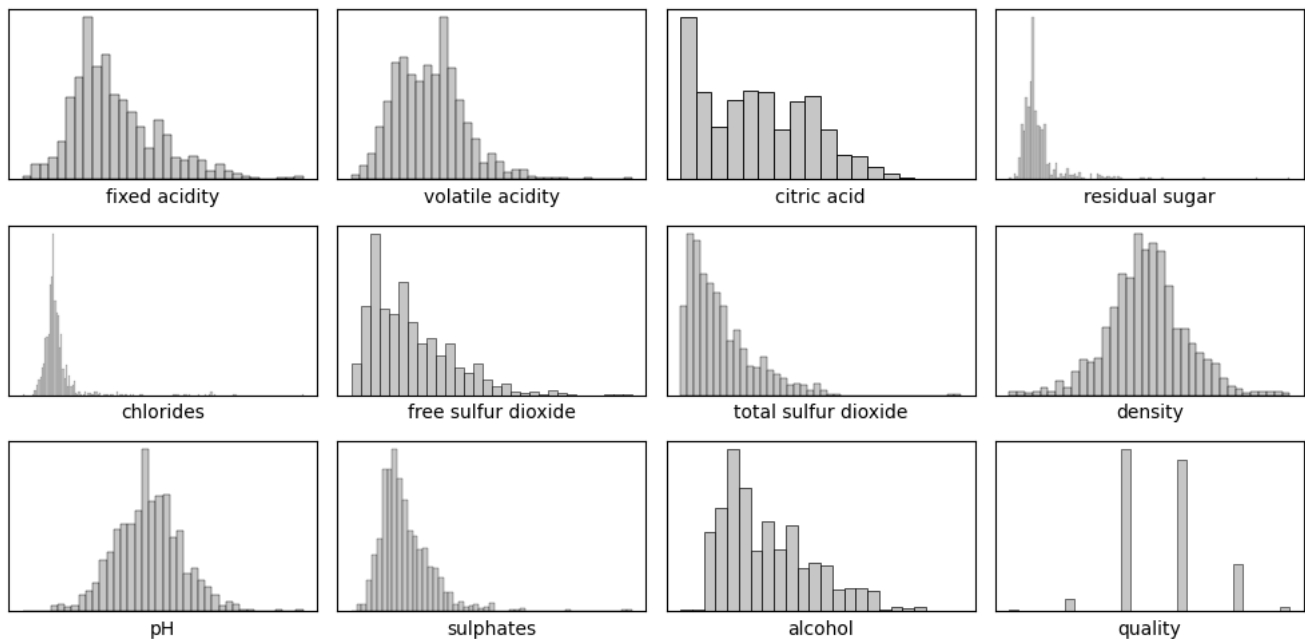 fixed acidity
volatile acidity
citric acid
residual sugar
chlorides
free sulfur dioxide
total sulfur dioxide
density
pH
sulphates
alcohol
quality